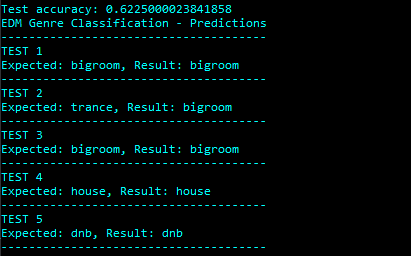 Test accuracy: 0.6225000023841858
EDM Genre Classification - Predictions
--------------------------------------
TEST 1
Expected: bigroom, Result: bigroom
--------------------------------------
TEST 2
Expected: trance, Result: bigroom
--------------------------------------
TEST 3
Expected: bigroom, Result: bigroom
--------------------------------------
TEST 4
Expected: house, Result: house
--------------------------------------
TEST 5
Expected: dnb, Result: dnb
--------------------------------------